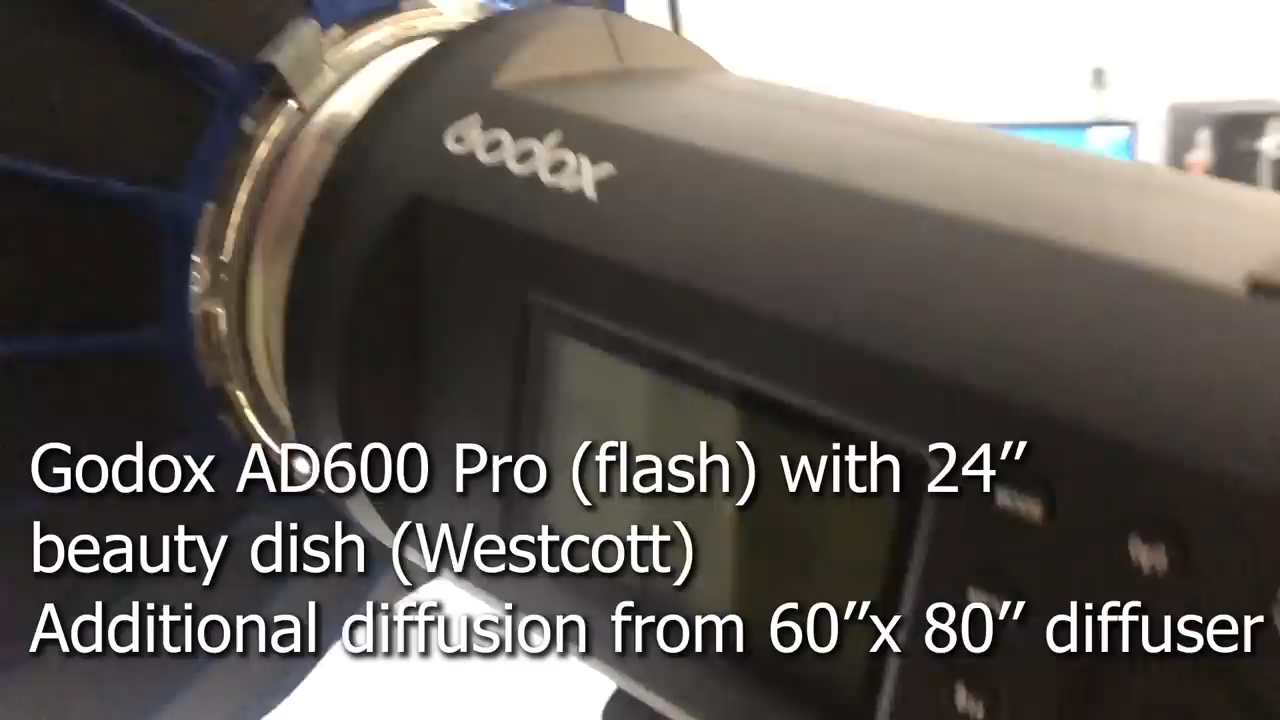 Godox
Godox AD600 Pro (flash) with 24”
beauty dish (Westcott)
Additional diffusion from 60”x 80” diffuser